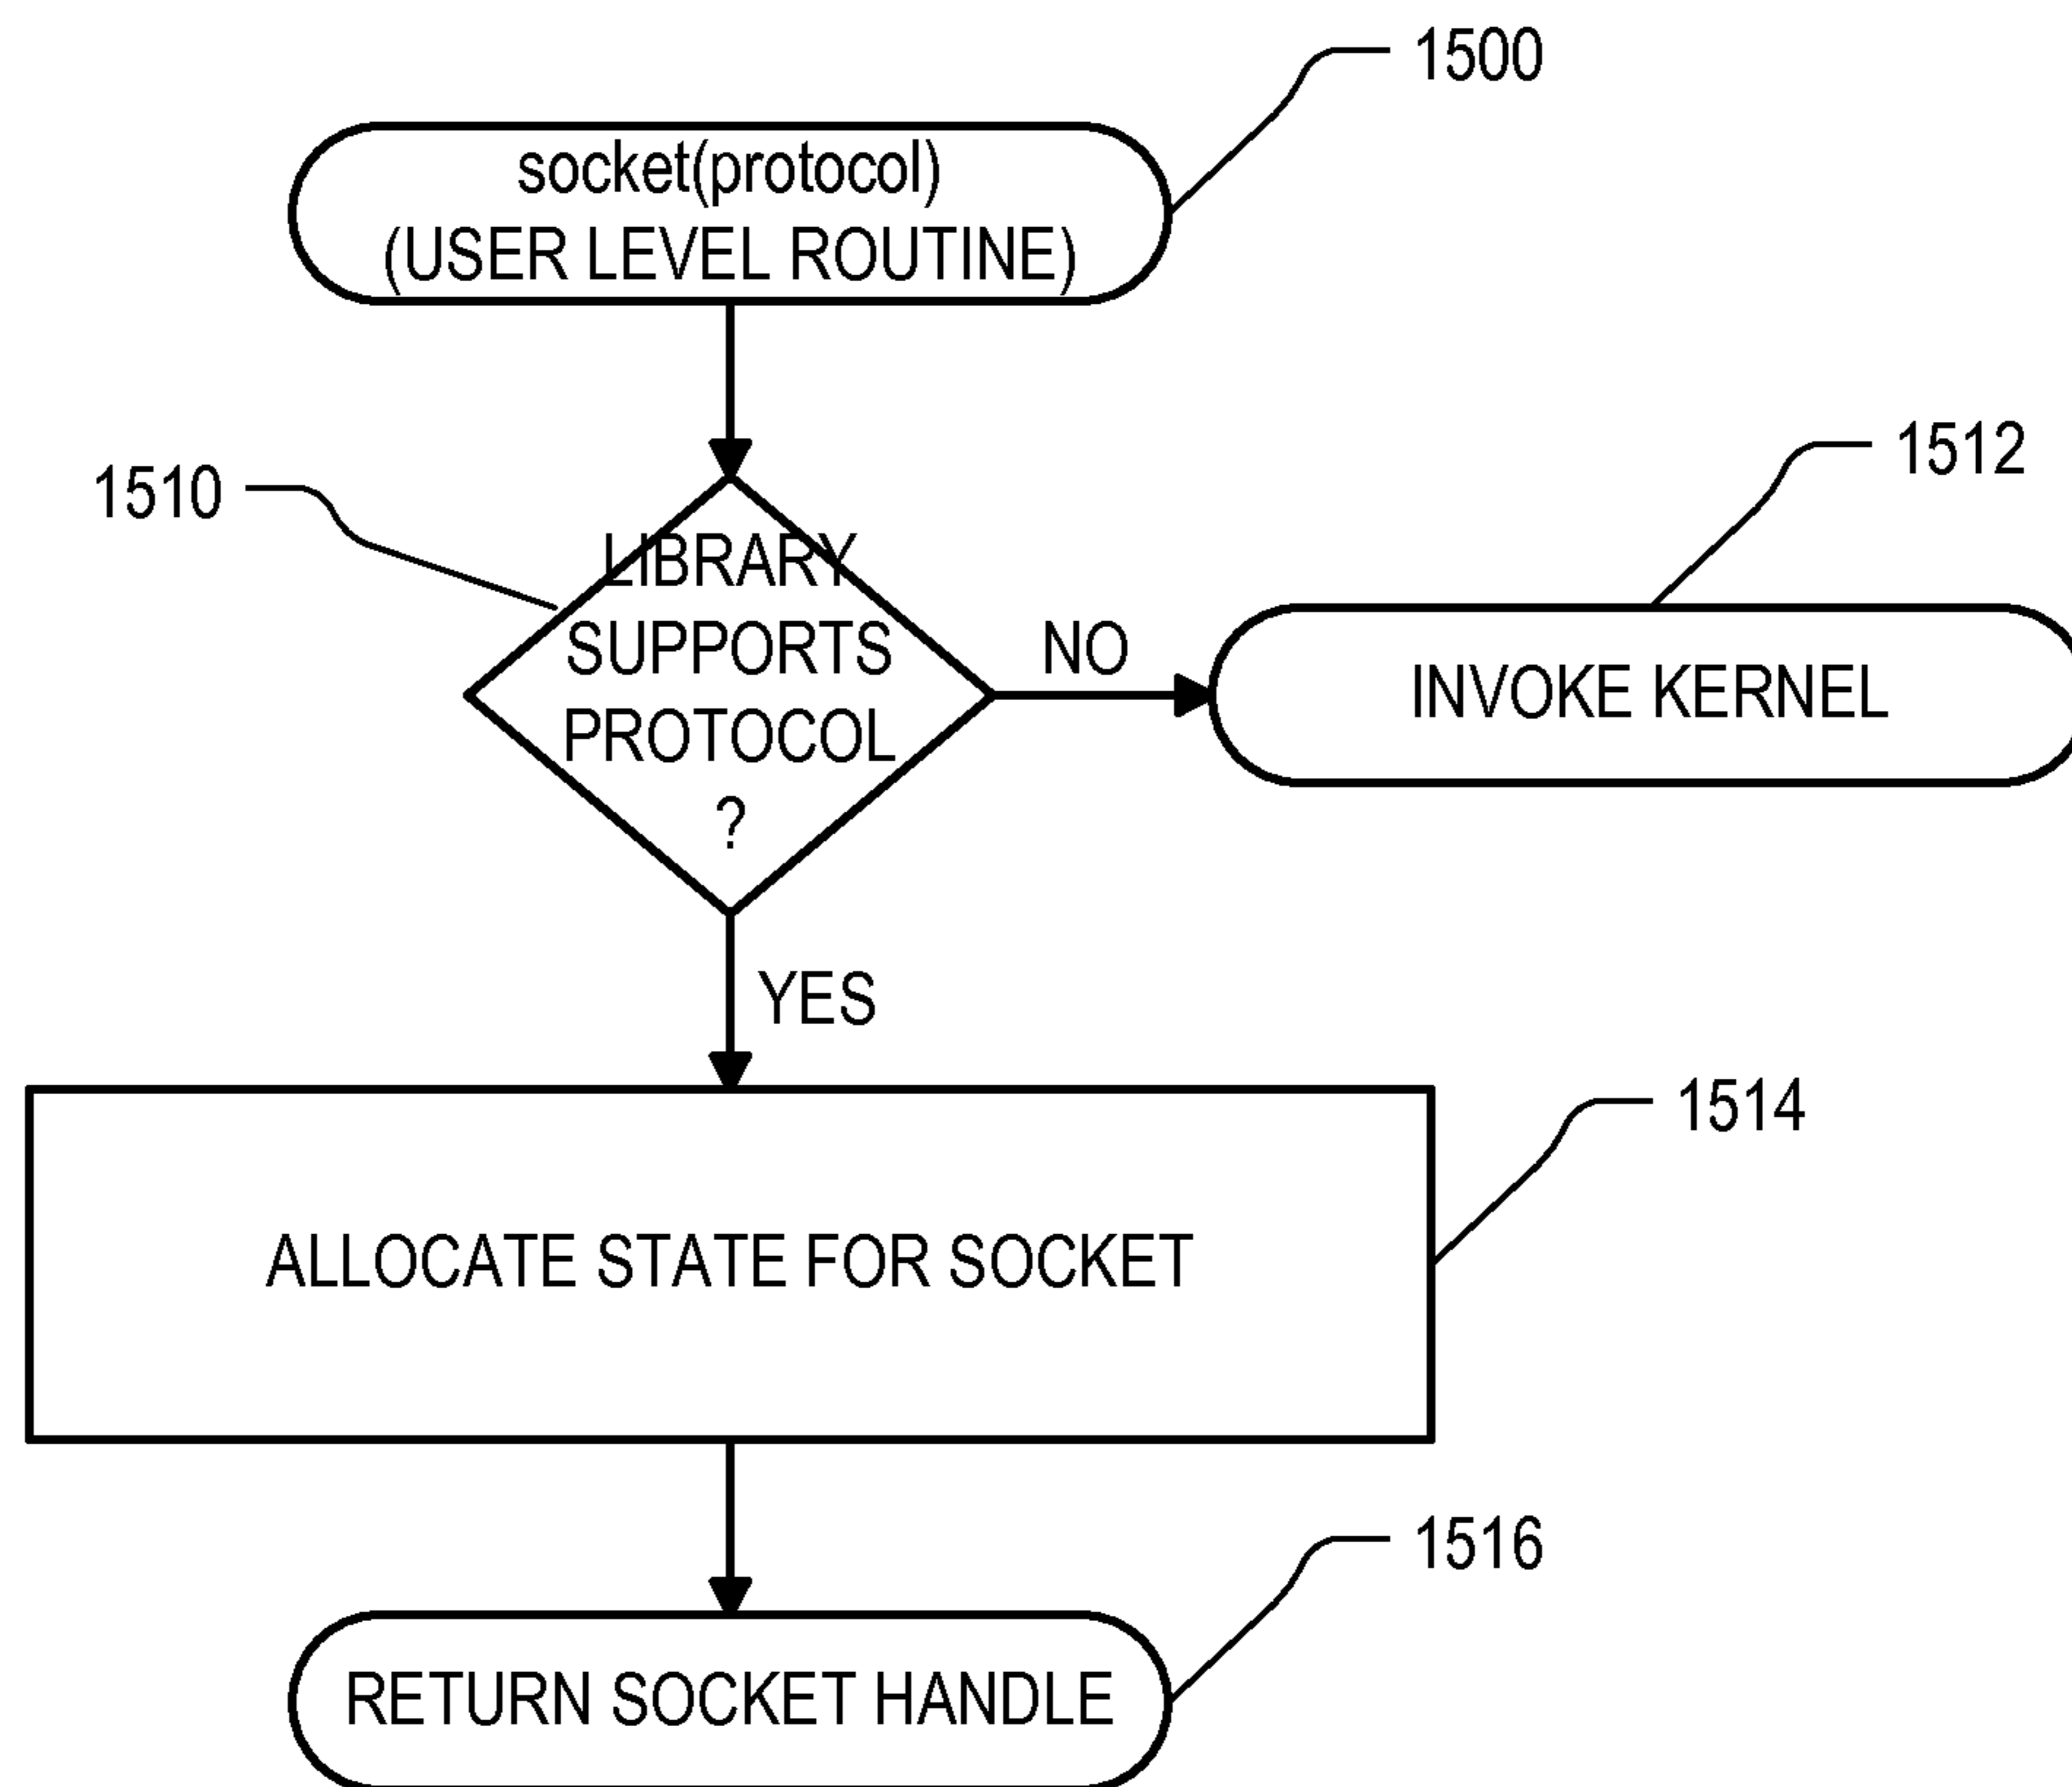 1500
socket(protocol)
(USER LEVEL ROUTINE)
1510
1512
LIBRARY
SUPPORTS
PROTOCOL
?
NO
INVOKE KERNEL
YES
1514
ALLOCATE STATE FOR SOCKET
1516
RETURN SOCKET HANDLE